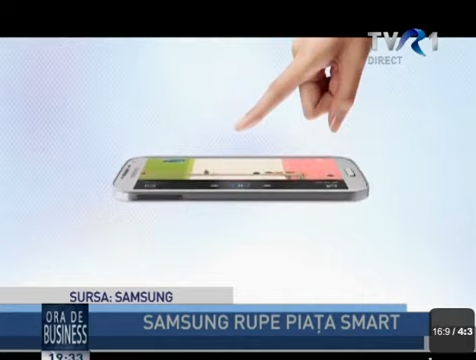 TVR1
DIRECT
SURSA: SAMSUNG
ORA DE
BUSINESS
SAMSUNG RUPE PIAȚA SMART
19:33
16:9 / 4:3